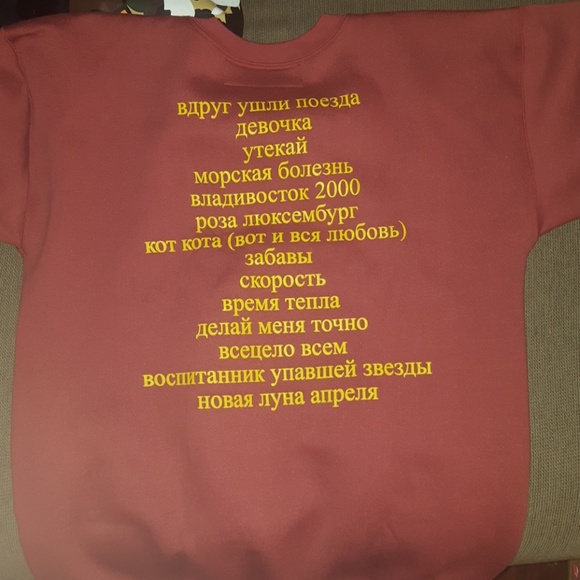 вдруг ушли поезда
девочка
утекай
морская болезнь
владивосток 2000
роза люксембург
кот кота (вот и вся любовь)
забавы
скорость
время тепла
делай меня точно
всецело всем
воспитанник упавшей звезды
новая луна апреля